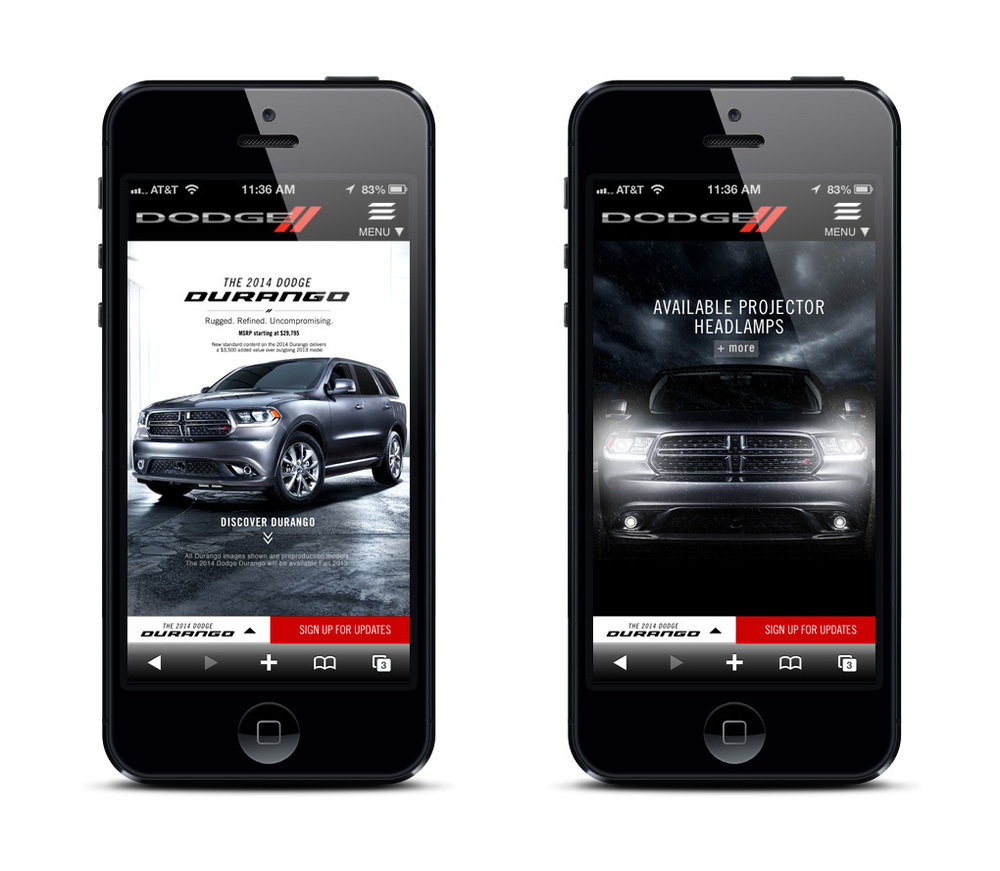 AT&T 11:36 AM 83%
DODGE
MENU ▼
THE 2014 DODGE
DURANGO
Rugged. Refined. Uncompromising.
MSRP starting at $29,795
New standard content on the 2014 Durango delivers
a $3,500 added value over outgoing 2013 model
DISCOVER DURANGO
All Durango images shown are preproduction models.
The 2014 Dodge Durango will be available Fall 2013.
THE 2014 DODGE
DURANGO
SIGN UP FOR UPDATES
3
AT&T 11:36 AM 83%
DODGE
MENU ▼
AVAILABLE PROJECTOR
HEADLAMPS
+ more
THE 2014 DODGE
DURANGO
SIGN UP FOR UPDATES
3